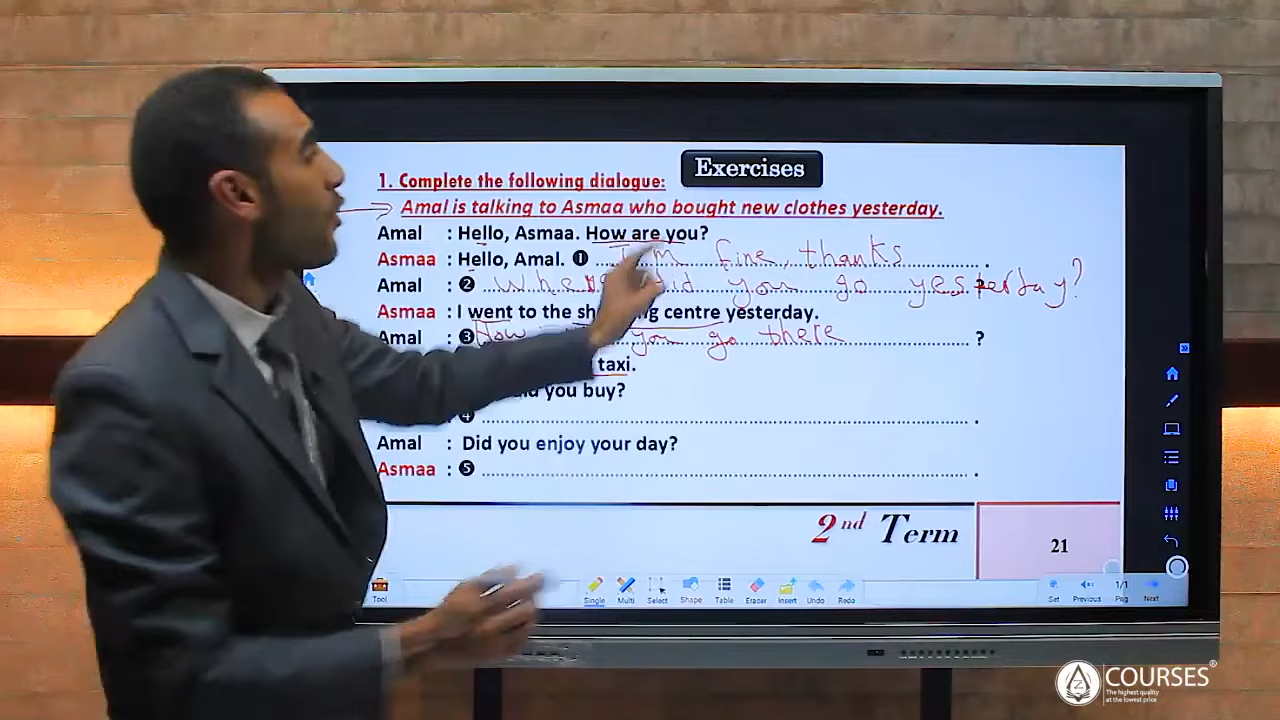 Exercises
1. Complete the following dialogue:
Amal is talking to Asmaa who bought new clothes yesterday.
Amal : Hello, Asmaa. How are you?
Asmaa : Hello, Amal. ❶ I'm fine, thanks .
Amal : ❷ Where did you go yesterday?
Asmaa : I went to the shopping centre yesterday.
Amal : ❸ How you go there ?
taxi.
you buy?
❹ .
Amal : Did you enjoy your day?
Asmaa : ❺ .
2nd Term
21
Tool
Single
Multi
Select
Shape
Table
Eraser
Insert
Undo
Redo
Set
Previous
1/1
Pag
Next
COURSES®
The highest quality
at the lowest price